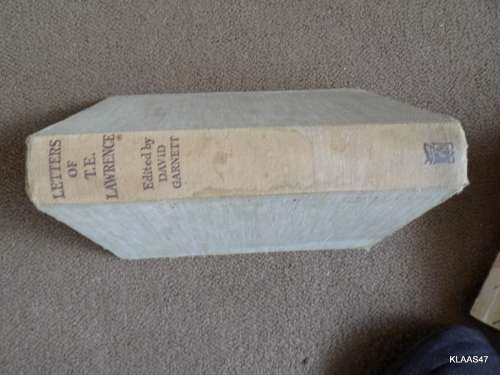 LETTERS
OF
T.E.
LAWRENCE
Edited by
DAVID
GARNETT
KLAAS47